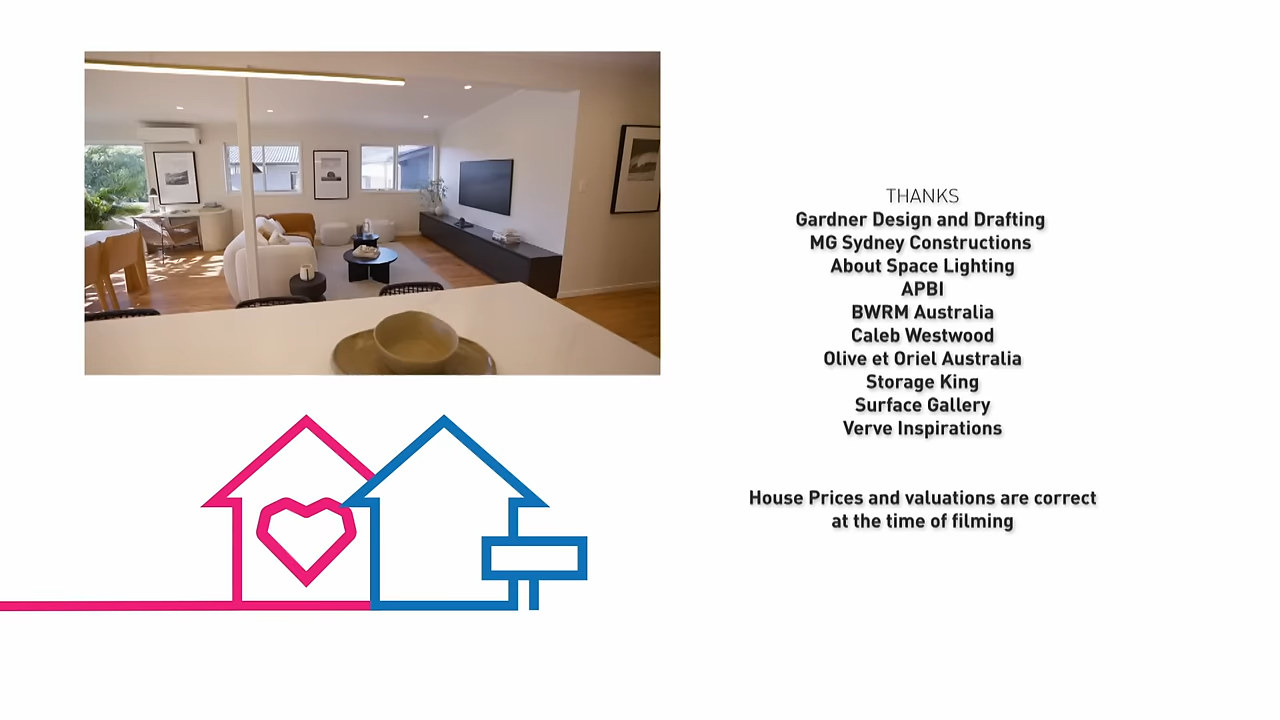 THANKS
Gardner Design and Drafting
MG Sydney Constructions
About Space Lighting
APBI
BWRM Australia
Caleb Westwood
Olive et Oriel Australia
Storage King
Surface Gallery
Verve Inspirations
House Prices and valuations are correct
at the time of filming